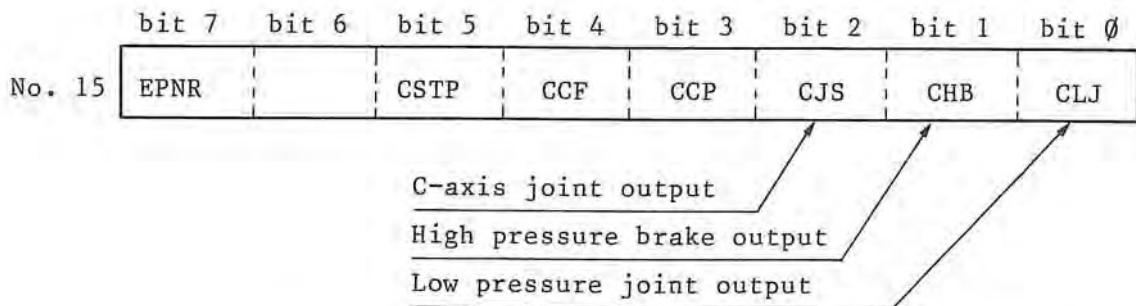 bit 7 bit 6 bit 5 bit 4 bit 3 bit 2 bit 1 bit Ø
No. 15 EPNR CSTP CCF CCP CJS CHB CLJ
C-axis joint output
High pressure brake output
Low pressure joint output